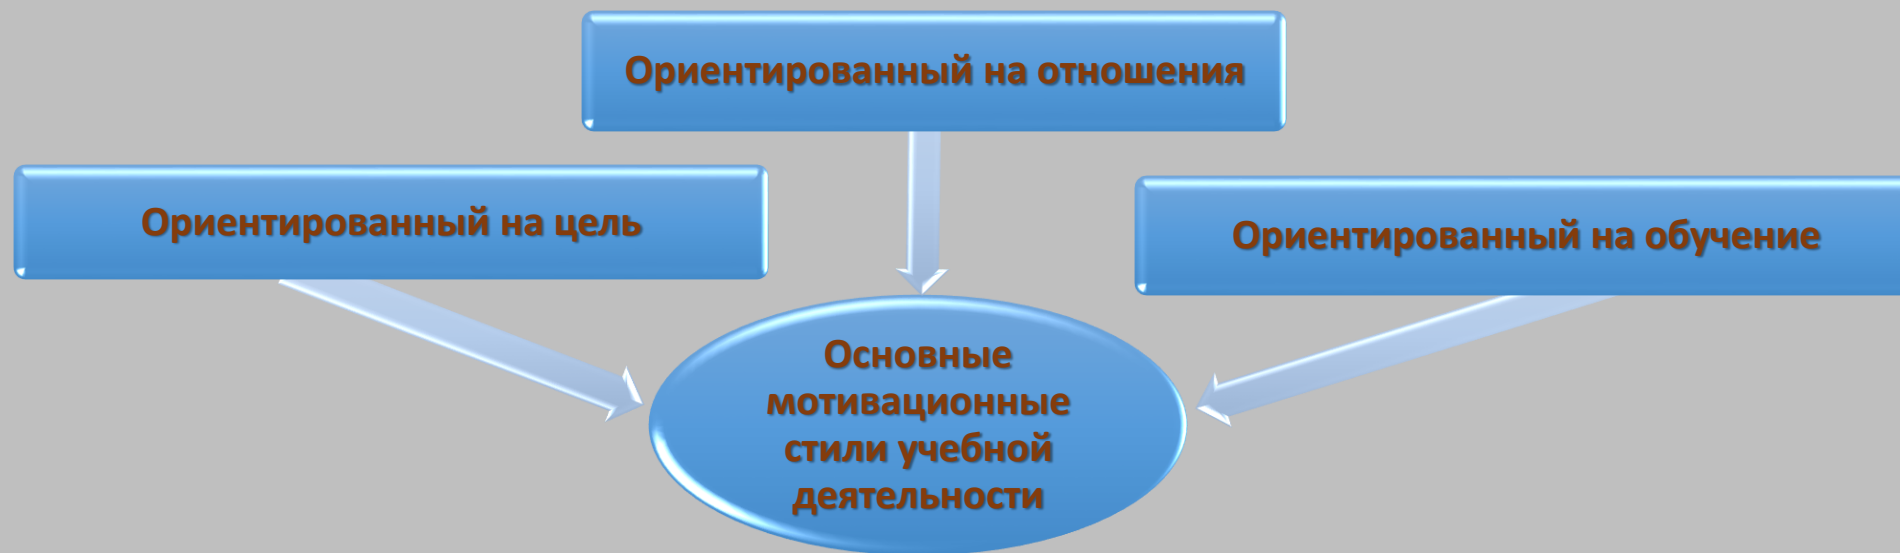 Ориентированный на отношения
Ориентированный на цель
Ориентированный на обучение
Основные
мотивационные
стили учебной
деятельности